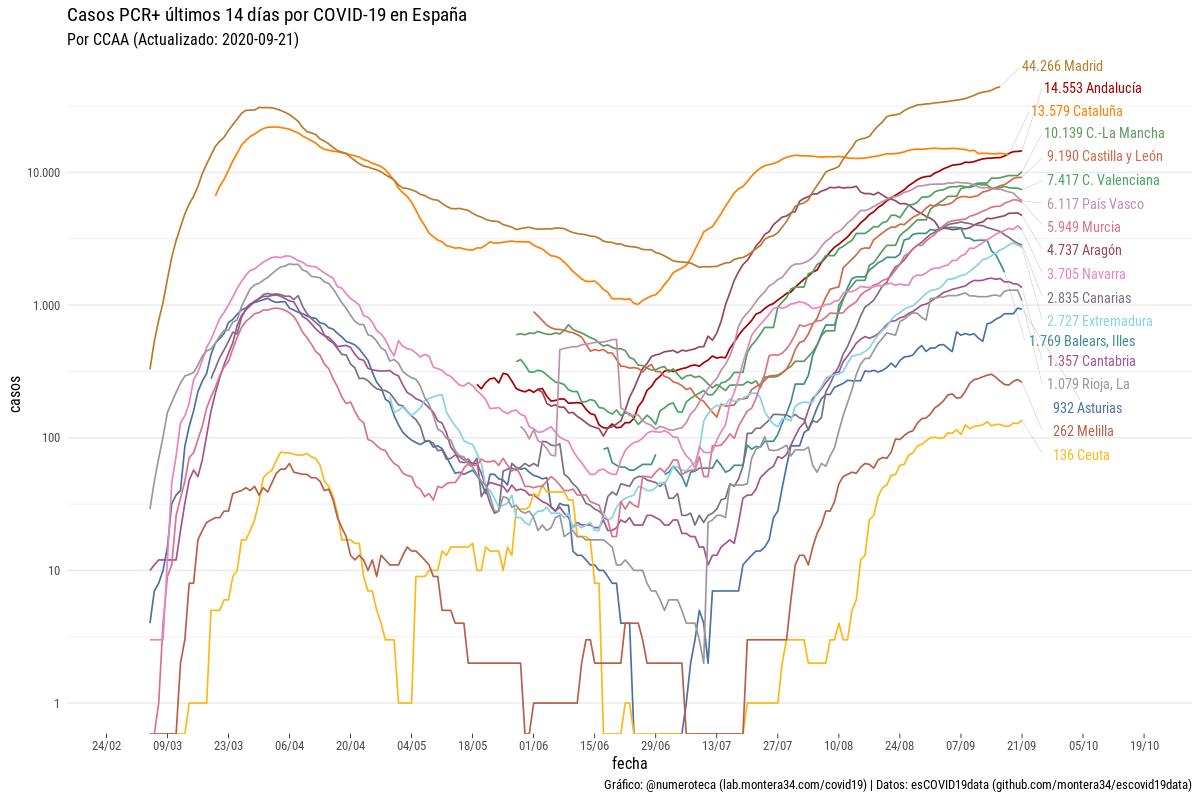 Casos PCR+ últimos 14 días por COVID-19 en España
Por CCAA (Actualizado: 2020-09-21)
44.266 Madrid
14.553 Andalucía
13.579 Cataluña
10.139 C.-La Mancha
9.190 Castilla y León
7.417 C. Valenciana
6.117 País Vasco
5.949 Murcia
4.737 Aragón
3.705 Navarra
2.835 Canarias
2.727 Extremadura
1.769 Balears, Illes
1.357 Cantabria
1.079 Rioja, La
932 Asturias
262 Melilla
136 Ceuta
casos
10.000
1.000
100
10
1
24/02 09/03 23/03 06/04 20/04 04/05 18/05 01/06 15/06 29/06 13/07 27/07 10/08 24/08 07/09 21/09 05/10 19/10
fecha
Gráfico: @numeroteca (lab.montera34.com/covid19) | Datos: esCOVID19data (github.com/montera34/escovid19data)